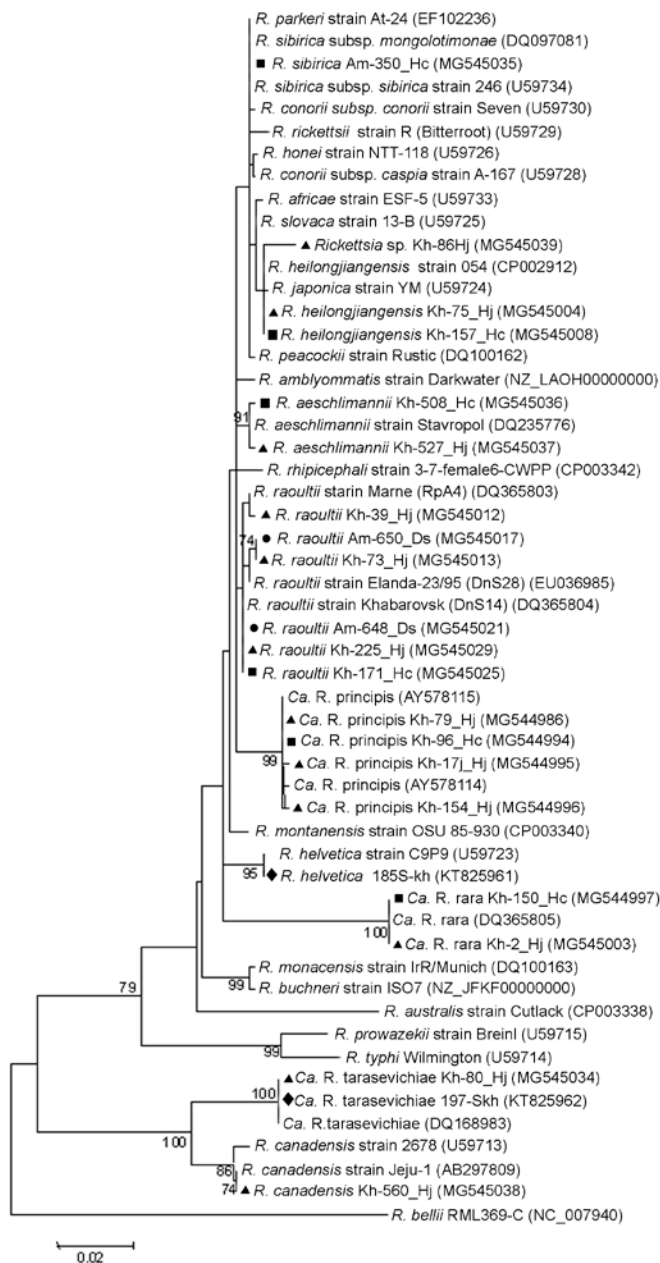 R. parkeri strain At-24 (EF102236)
R. sibirica subsp. mongolotimonae (DQ097081)
R. sibirica Am-350_Hc (MG545035)
R. sibirica subsp. sibirica strain 246 (U59734)
R. conorii subsp. conorii strain Seven (U59730)
R. rickettsii strain R (Bitterroot) (U59729)
R. honei strain NTT-118 (U59726)
R. conorii subsp. caspia strain A-167 (U59728)
R. africae strain ESF-5 (U59733)
R. slovaca strain 13-B (U59725)
Rickettsia sp. Kh-86Hj (MG545039)
R. heilongjiangensis strain 054 (CP002912)
R. japonica strain YM (U59724)
R. heilongjiangensis Kh-75_Hj (MG545004)
R. heilongjiangensis Kh-157_Hc (MG545008)
R. peacockii strain Rustic (DQ100162)
R. amblyommatis strain Darkwater (NZ_LAOH00000000)
R. aeschlimannii Kh-508_Hc (MG545036)
91
R. aeschlimannii strain Stavropol (DQ235776)
R. aeschlimannii Kh-527_Hj (MG545037)
R. rhipicephali strain 3-7-female6-CWPP (CP003342)
R. raoultii starin Marne (RpA4) (DQ365803)
R. raoultii Kh-39_Hj (MG545012)
74 R. raoultii Am-650_Ds (MG545017)
R. raoultii Kh-73_Hj (MG545013)
R. raoultii strain Elanda-23/95 (DnS28) (EU036985)
R. raoultii strain Khabarovsk (DnS14) (DQ365804)
R. raoultii Am-648_Ds (MG545021)
R. raoultii Kh-225_Hj (MG545029)
R. raoultii Kh-171_Hc (MG545025)
Ca. R. principis (AY578115)
Ca. R. principis Kh-79_Hj (MG544986)
Ca. R. principis Kh-96_Hc (MG544994)
99 Ca. R. principis Kh-17j_Hj (MG544995)
Ca. R. principis (AY578114)
Ca. R. principis Kh-154_Hj (MG544996)
R. montanensis strain OSU 85-930 (CP003340)
R. helvetica strain C9P9 (U59723)
95 R. helvetica 185S-kh (KT825961)
Ca. R. rara Kh-150_Hc (MG544997)
Ca. R. rara (DQ365805)
100 Ca. R. rara Kh-2_Hj (MG545003)
R. monacensis strain IrR/Munich (DQ100163)
99 R. buchneri strain ISO7 (NZ_JFKF00000000)
79
R. australis strain Cutlack (CP003338)
R. prowazekii strain Breinl (U59715)
99 R. typhi Wilmington (U59714)
Ca. R. tarasevichiae Kh-80_Hj (MG545034)
100 Ca. R. tarasevichiae 197-Skh (KT825962)
Ca. R.tarasevichiae (DQ168983)
100
R. canadensis strain 2678 (U59713)
86 R. canadensis strain Jeju-1 (AB297809)
74 R. canadensis Kh-560_Hj (MG545038)
R. bellii RML369-C (NC_007940)
0.02